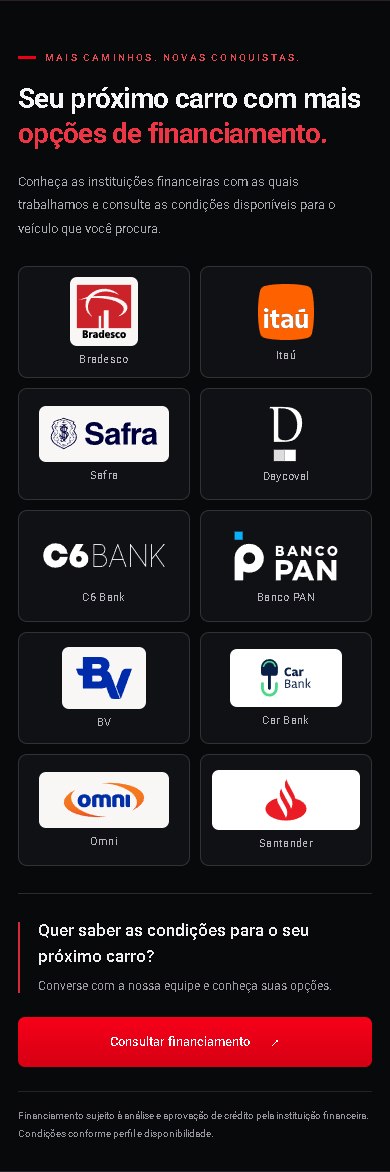 MAIS CAMINHOS. NOVAS CONQUISTAS.
Seu próximo carro com mais
opções de financiamento.
Conheça as instituições financeiras com as quais
trabalhamos e consulte as condições disponíveis para o
veículo que você procura.
Bradesco
Bradesco
itaú
Itaú
Safra
Safra
D
Daycoval
C6 BANK
C6 Bank
BANCO
PAN
Banco PAN
BV
BV
Car
Bank
Car Bank
omni
Omni
Santander
Quer saber as condições para o seu
próximo carro?
Converse com a nossa equipe e conheça suas opções.
Consultar financiamento ↗
Financiamento sujeito à análise e aprovação de crédito pela instituição financeira.
Condições conforme perfil e disponibilidade.